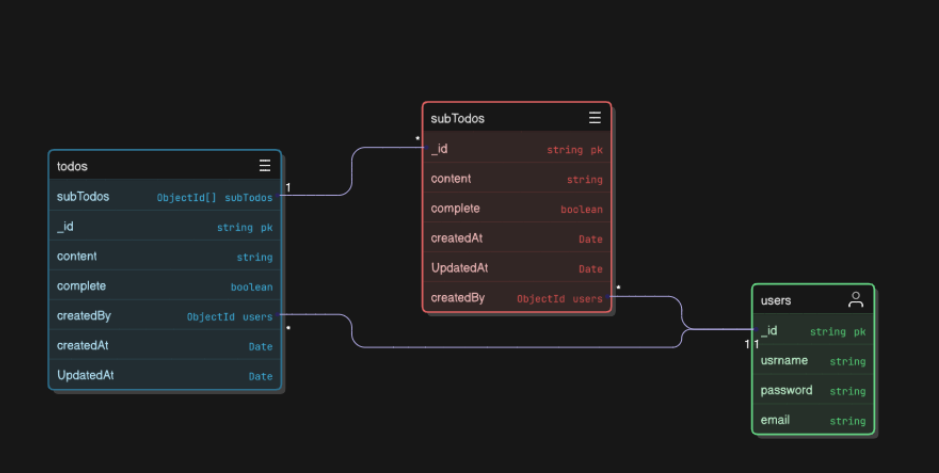 todos
subTodos ObjectId[] subTodos
_id string pk
content string
complete boolean
createdBy ObjectId users
createdAt Date
UpdatedAt Date
1
*
subTodos
_id string pk
content string
complete boolean
createdAt Date
UpdatedAt Date
createdBy ObjectId users
*
*
users
_id string pk
1 1
usrname string
password string
email string